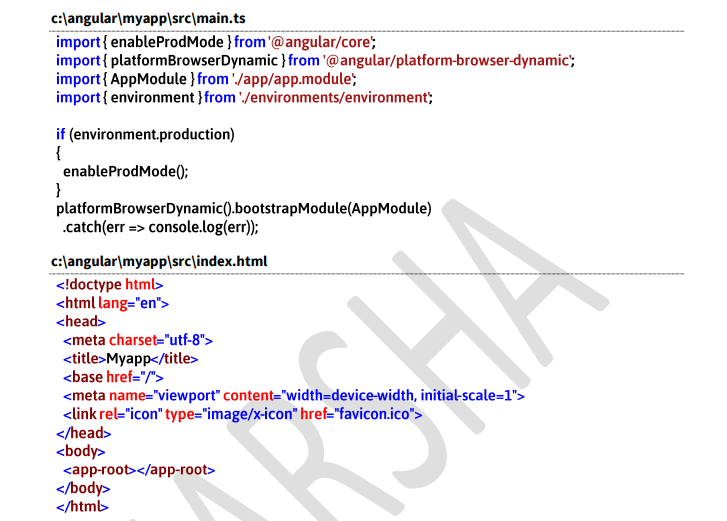 c:\angular\myapp\src\main.ts
import { enableProdMode } from '@angular/core';
import { platformBrowserDynamic } from '@angular/platform-browser-dynamic';
import { AppModule } from './app/app.module';
import { environment } from './environments/environment';
if (environment.production)
{
enableProdMode();
}
platformBrowserDynamic().bootstrapModule(AppModule)
.catch(err => console.log(err));
c:\angular\myapp\src\index.html
<!doctype html>
<html lang="en">
<head>
<meta charset="utf-8">
<title>Myapp</title>
<base href="/">
<meta name="viewport" content="width=device-width, initial-scale=1">
<link rel="icon" type="image/x-icon" href="favicon.ico">
</head>
<body>
<app-root></app-root>
</body>
</html>
ARSHA